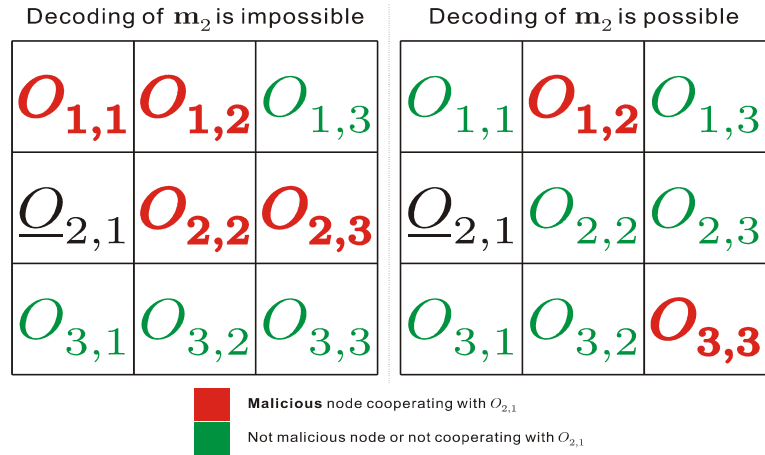 Decoding of m₂ is impossible
Decoding of m₂ is possible
O₁,₁ O₁,₂ O₁,₃
O₂,₁ O₂,₂ O₂,₃
O₃,₁ O₃,₂ O₃,₃
O₁,₁ O₁,₂ O₁,₃
O₂,₁ O₂,₂ O₂,₃
O₃,₁ O₃,₂ O₃,₃
Malicious node cooperating with O₂,₁
Not malicious node or not cooperating with O₂,₁